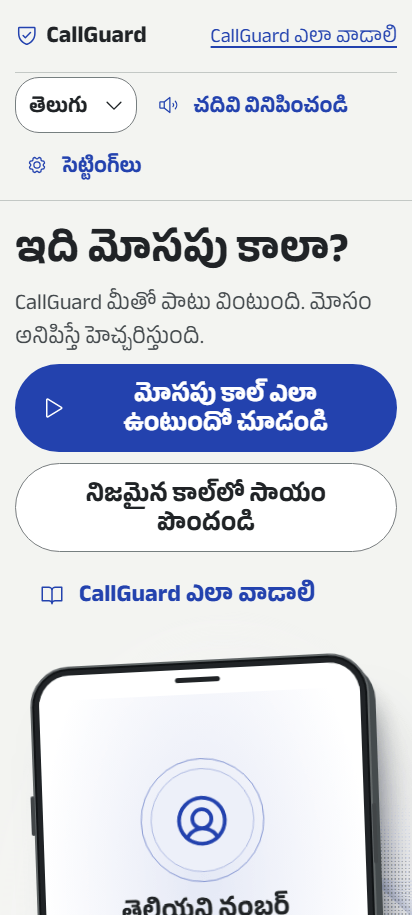 CallGuard
CallGuard ఎలా వాడాలి
తెలుగు
చదివి వినిపించండి
సెట్టింగ్‌లు
ఇది మోసపు కాలా?
CallGuard మీతో పాటు వింటుంది. మోసం
అనిపిస్తే హెచ్చరిస్తుంది.
మోసపు కాల్ ఎలా
ఉంటుందో చూడండి
నిజమైన కాల్‌లో సాయం
పొందండి
CallGuard ఎలా వాడాలి
తెలియని నంబర్